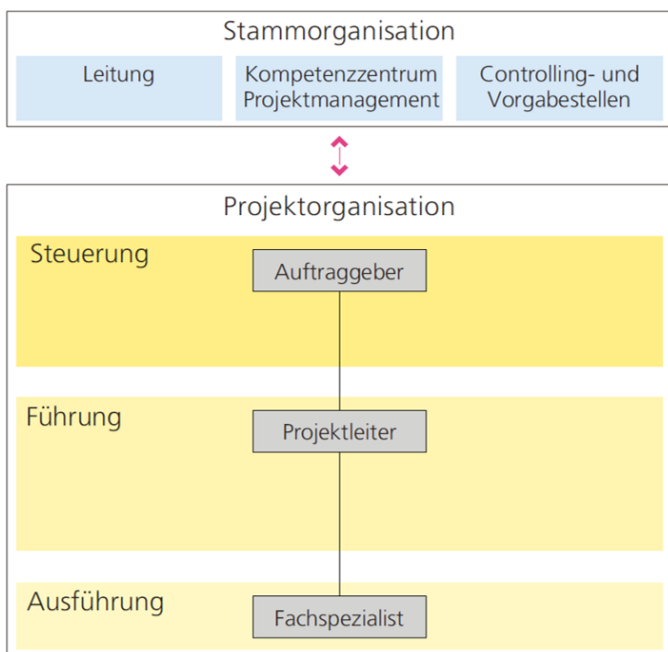 Stammorganisation
Leitung
Kompetenzzentrum
Projektmanagement
Controlling- und
Vorgabestellen
Projektorganisation
Steuerung
Auftraggeber
Führung
Projektleiter
Ausführung
Fachspezialist